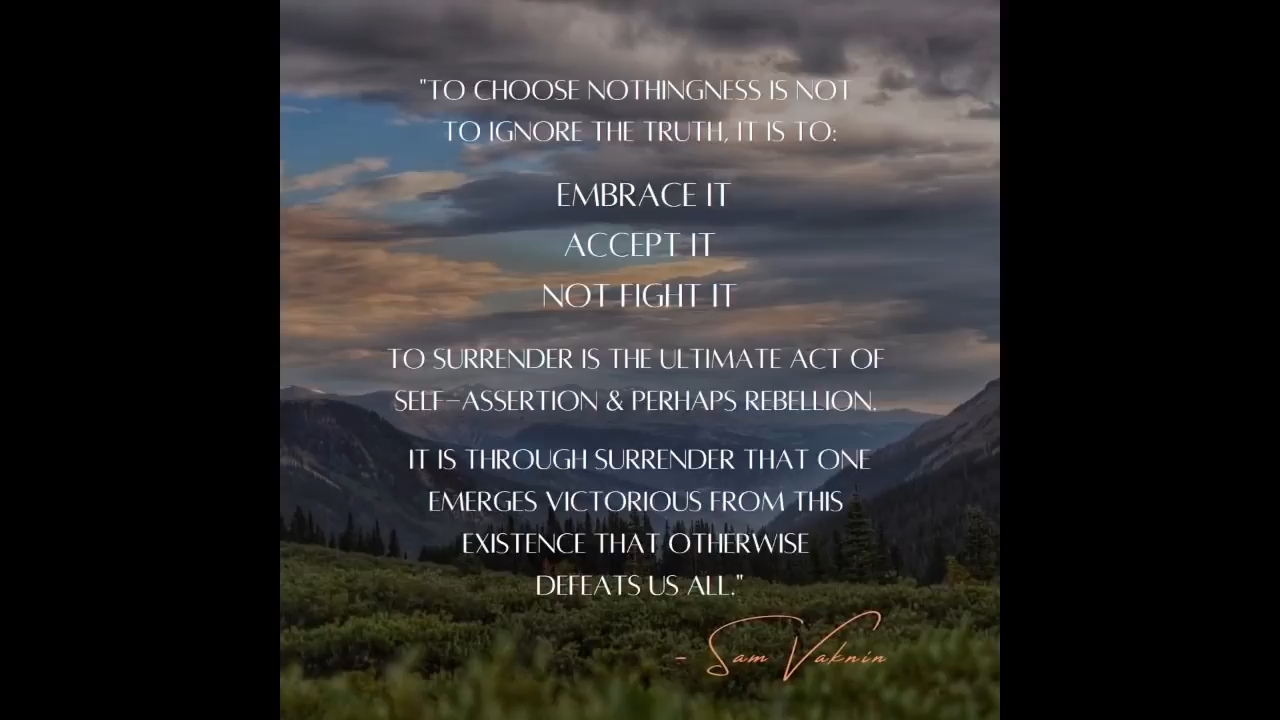 "TO CHOOSE NOTHINGNESS IS NOT
TO IGNORE THE TRUTH, IT IS TO:
EMBRACE IT
ACCEPT IT
NOT FIGHT IT
TO SURRENDER IS THE ULTIMATE ACT OF
SELF-ASSERTION & PERHAPS REBELLION.
IT IS THROUGH SURRENDER THAT ONE
EMERGES VICTORIOUS FROM THIS
EXISTENCE THAT OTHERWISE
DEFEATS US ALL."
- Sam Vaknin